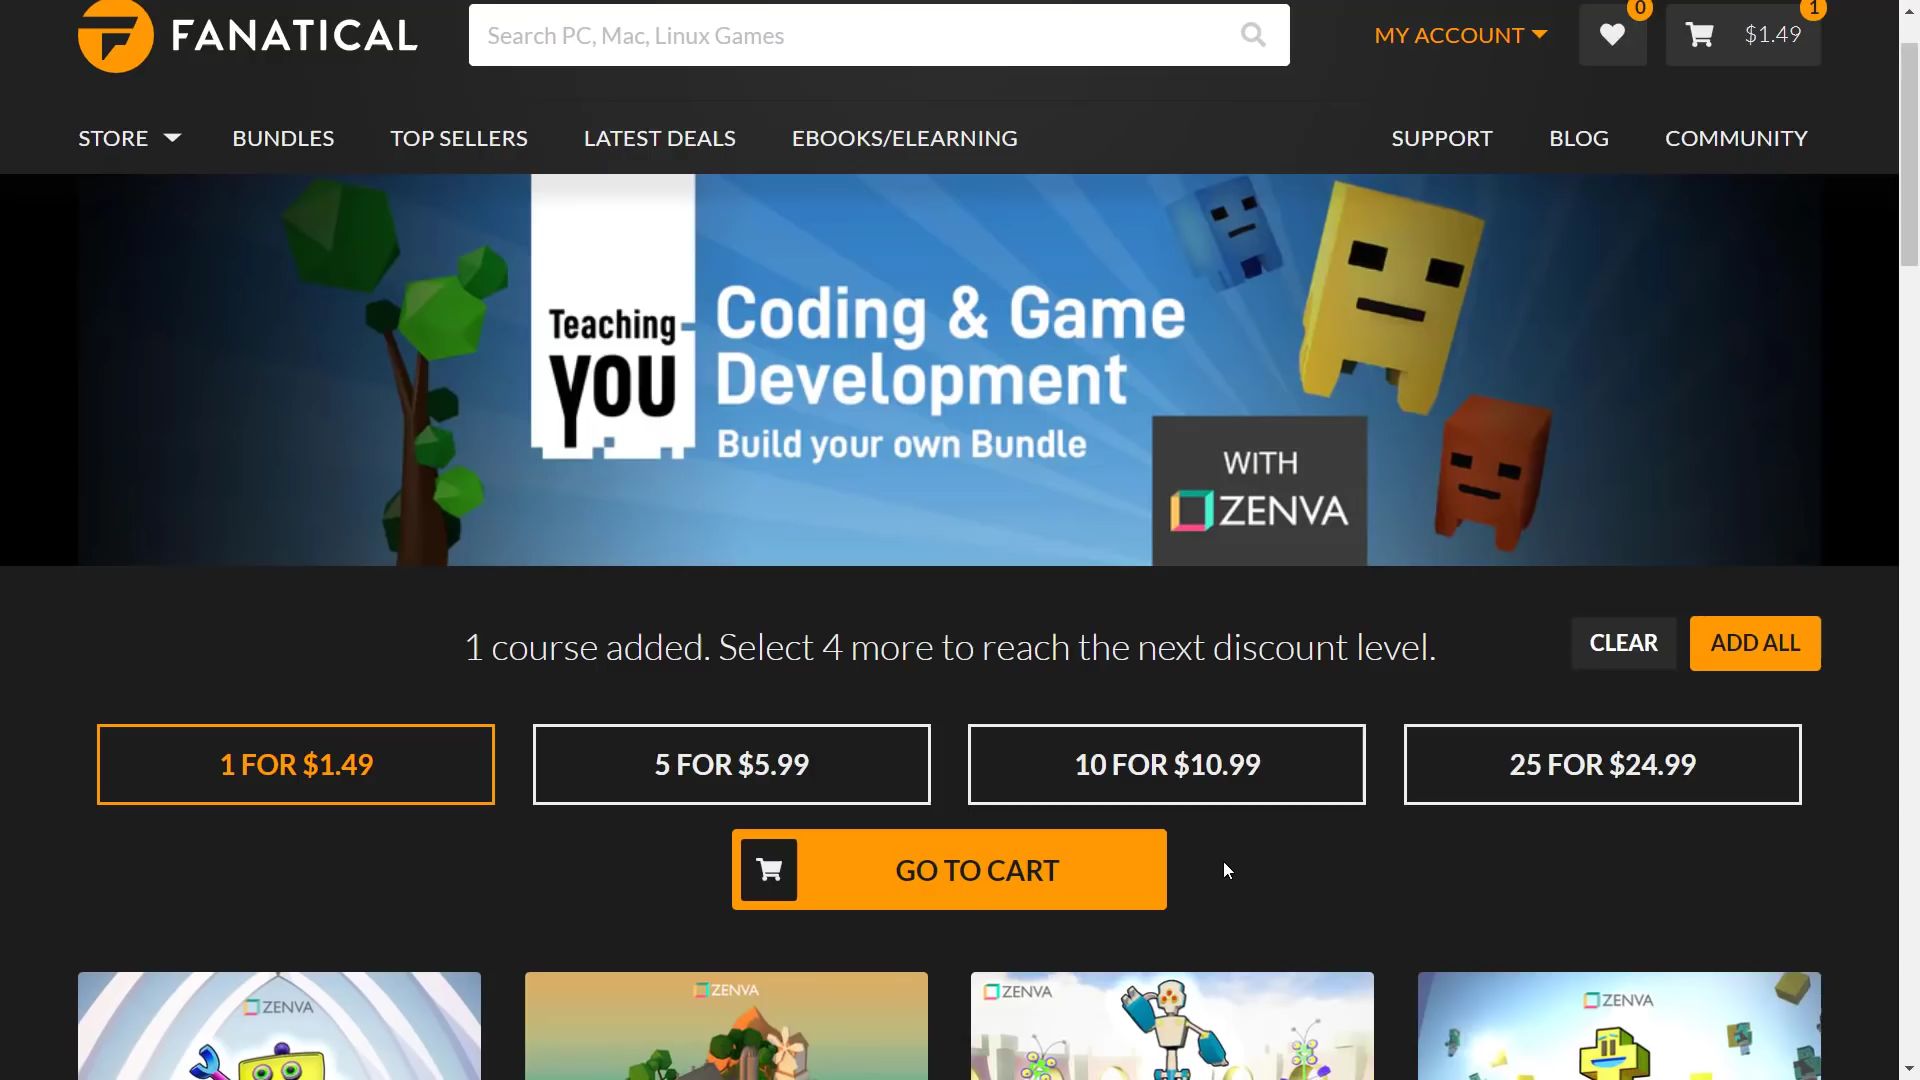 FANATICAL
Search PC, Mac, Linux Games
MY ACCOUNT
0
1
$1.49
STORE
BUNDLES
TOP SELLERS
LATEST DEALS
EBOOKS/ELEARNING
SUPPORT
BLOG
COMMUNITY
Teaching
YOU
Coding & Game
Development
Build your own Bundle
WITH
ZENVA
1 course added. Select 4 more to reach the next discount level.
CLEAR
ADD ALL
1 FOR $1.49
5 FOR $5.99
10 FOR $10.99
25 FOR $24.99
GO TO CART
ZENVA
ZENVA
ZENVA
ZENVA